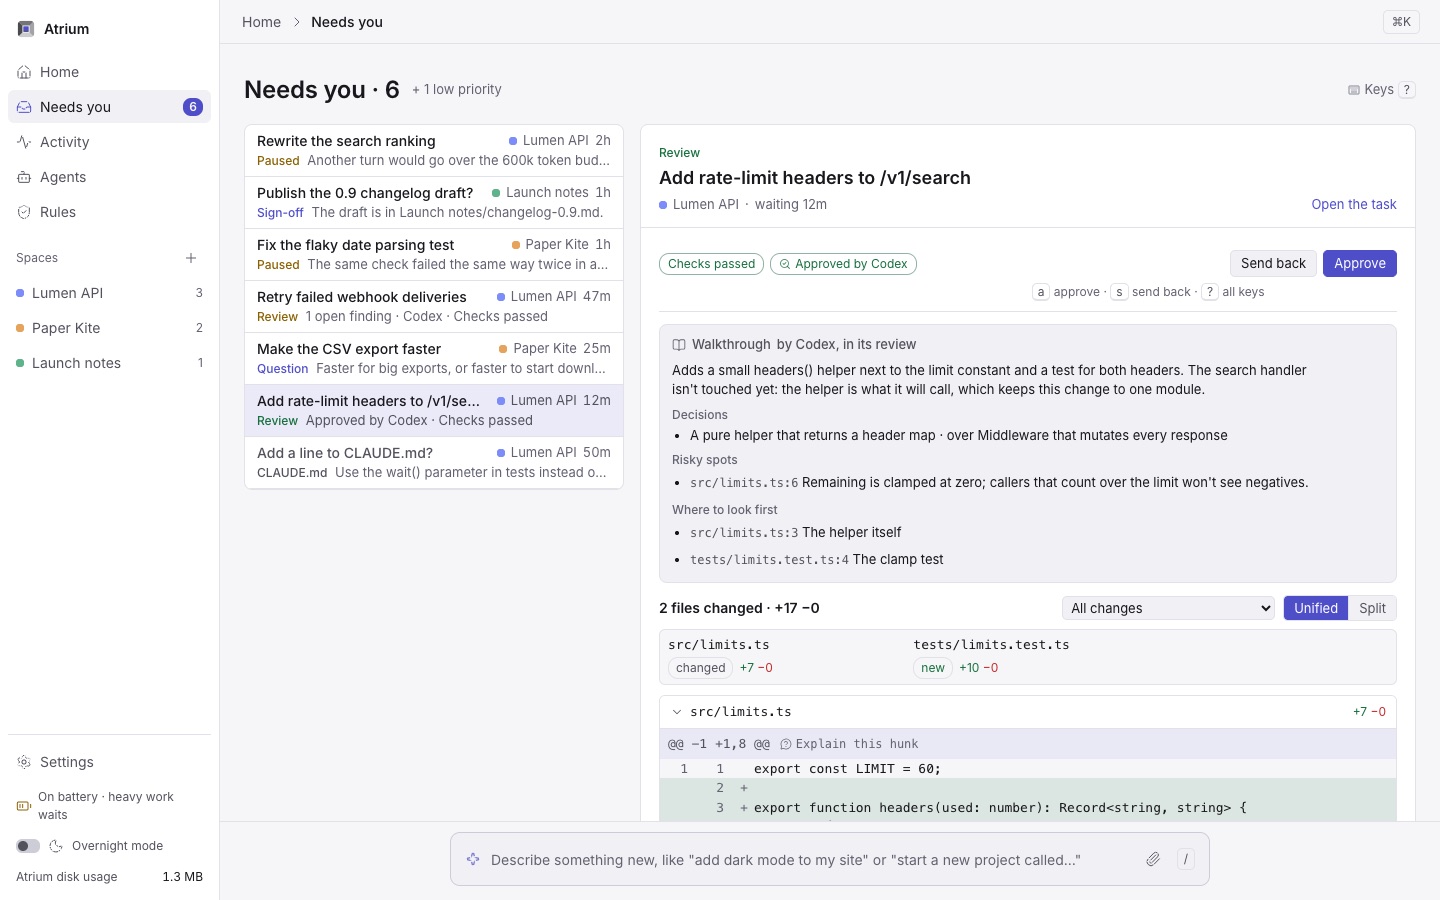 Atrium
Home
Needs you 6
Activity
Agents
Rules
Spaces
Lumen API 3
Paper Kite 2
Launch notes 1
Settings
On battery · heavy work
waits
Overnight mode
Atrium disk usage 1.3 MB
Home > Needs you
⌘K
Needs you · 6 + 1 low priority
Keys ?
Rewrite the search ranking Lumen API 2h
Paused Another turn would go over the 600k token bud...
Publish the 0.9 changelog draft? Launch notes 1h
Sign-off The draft is in Launch notes/changelog-0.9.md.
Fix the flaky date parsing test Paper Kite 1h
Paused The same check failed the same way twice in a...
Retry failed webhook deliveries Lumen API 47m
Review 1 open finding · Codex · Checks passed
Make the CSV export faster Paper Kite 25m
Question Faster for big exports, or faster to start downl...
Add rate-limit headers to /v1/se... Lumen API 12m
Review Approved by Codex · Checks passed
Add a line to CLAUDE.md? Lumen API 50m
CLAUDE.md Use the wait() parameter in tests instead o...
Review
Add rate-limit headers to /v1/search
Lumen API · waiting 12m
Open the task
Checks passed Approved by Codex
Send back Approve
a approve · s send back · ? all keys
Walkthrough by Codex, in its review
Adds a small headers() helper next to the limit constant and a test for both headers. The search handler
isn't touched yet: the helper is what it will call, which keeps this change to one module.
Decisions
• A pure helper that returns a header map · over Middleware that mutates every response
Risky spots
• src/limits.ts:6 Remaining is clamped at zero; callers that count over the limit won't see negatives.
Where to look first
• src/limits.ts:3 The helper itself
• tests/limits.test.ts:4 The clamp test
2 files changed · +17 −0
All changes Unified Split
src/limits.ts tests/limits.test.ts
changed +7 −0 new +10 −0
src/limits.ts +7 −0
@@ −1 +1,8 @@ Explain this hunk
1 1 export const LIMIT = 60;
2 +
3 + export function headers(used: number): Record<string, string> {
Describe something new, like "add dark mode to my site" or "start a new project called..."
/